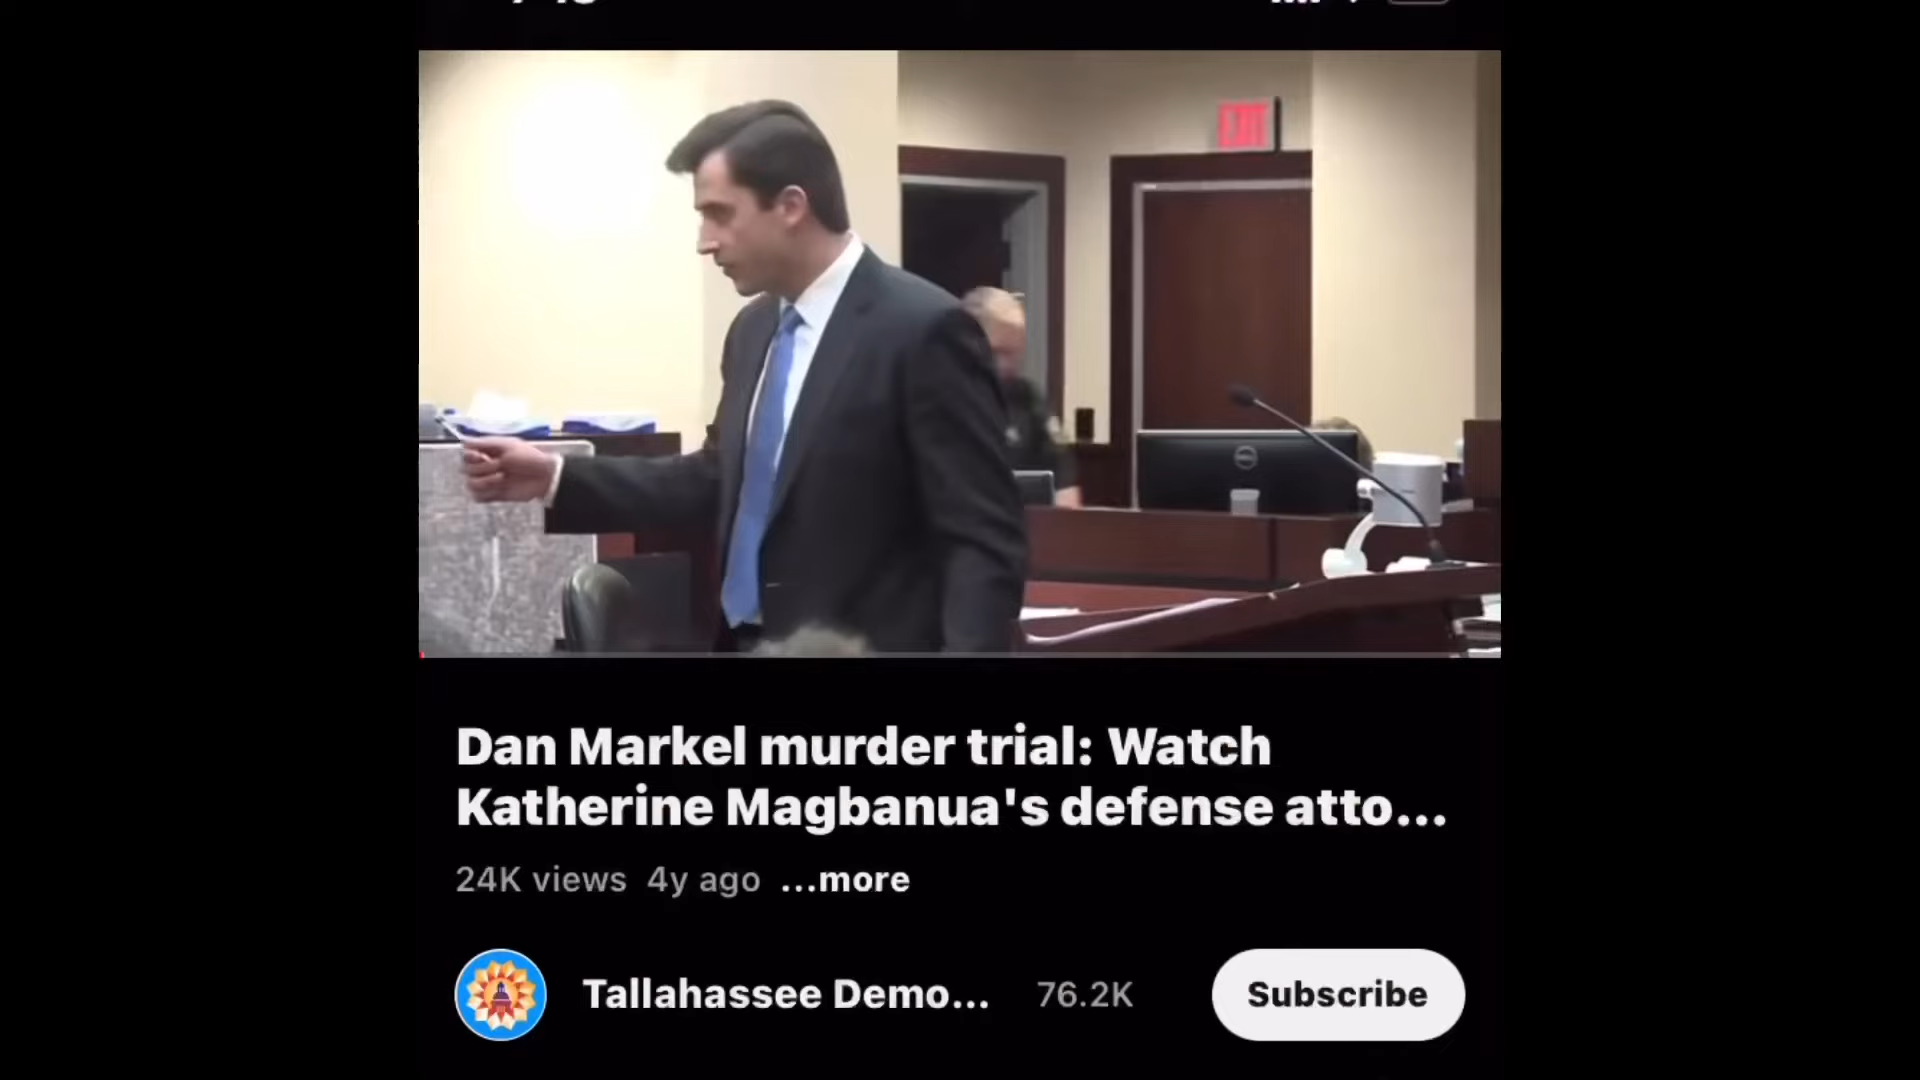 EXIT
DELL
Dan Markel murder trial: Watch
Katherine Magbanua's defense atto...
24K views 4y ago ...more
Tallahassee Demo... 76.2K Subscribe